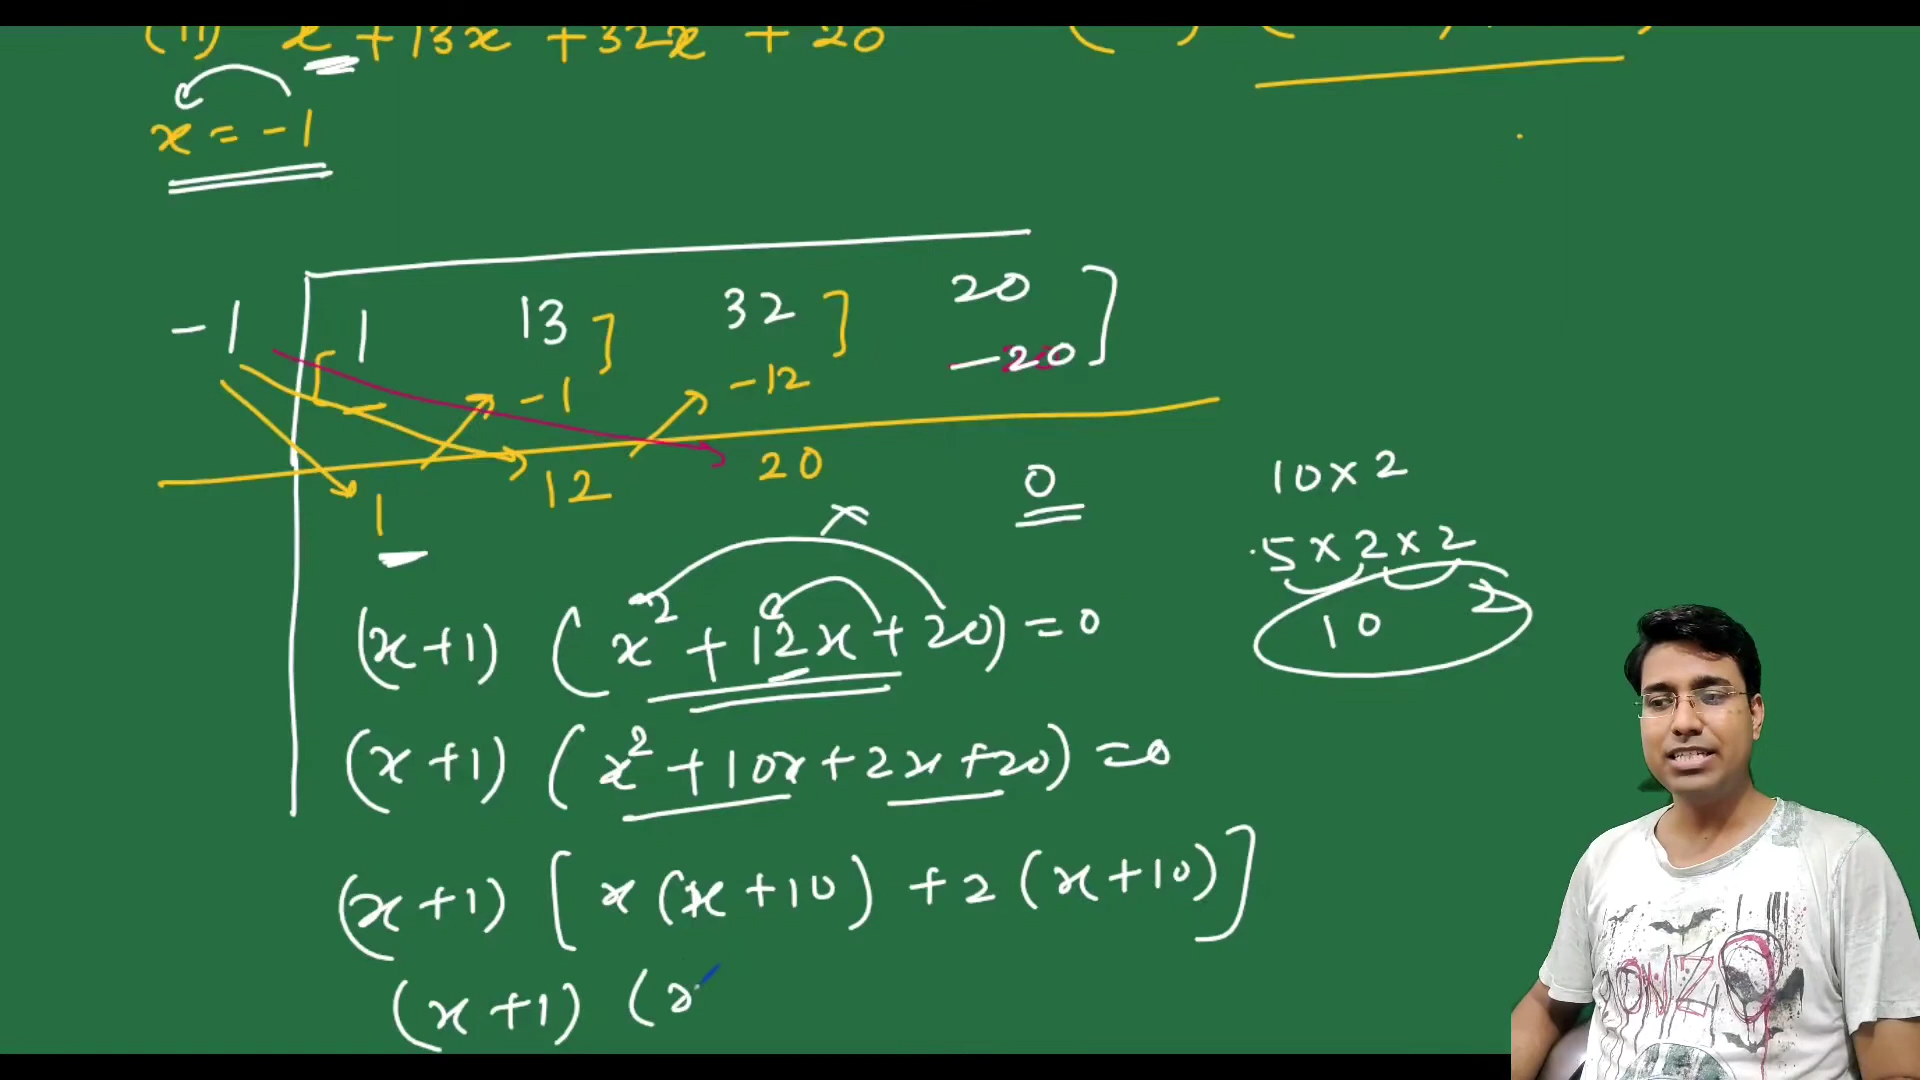 (ii) x + 13x + 32x + 20
x = -1
-1 1 13 32 20
-1 -12 -20
1 12 20 0
10 x 2
5 x 2 x 2
10 2
(x+1) (x² + 12x + 20) = 0
(x+1) (x² + 10x + 2x + 20) = 0
(x+1) [x (x+10) + 2 (x+10)]
(x+1) (x